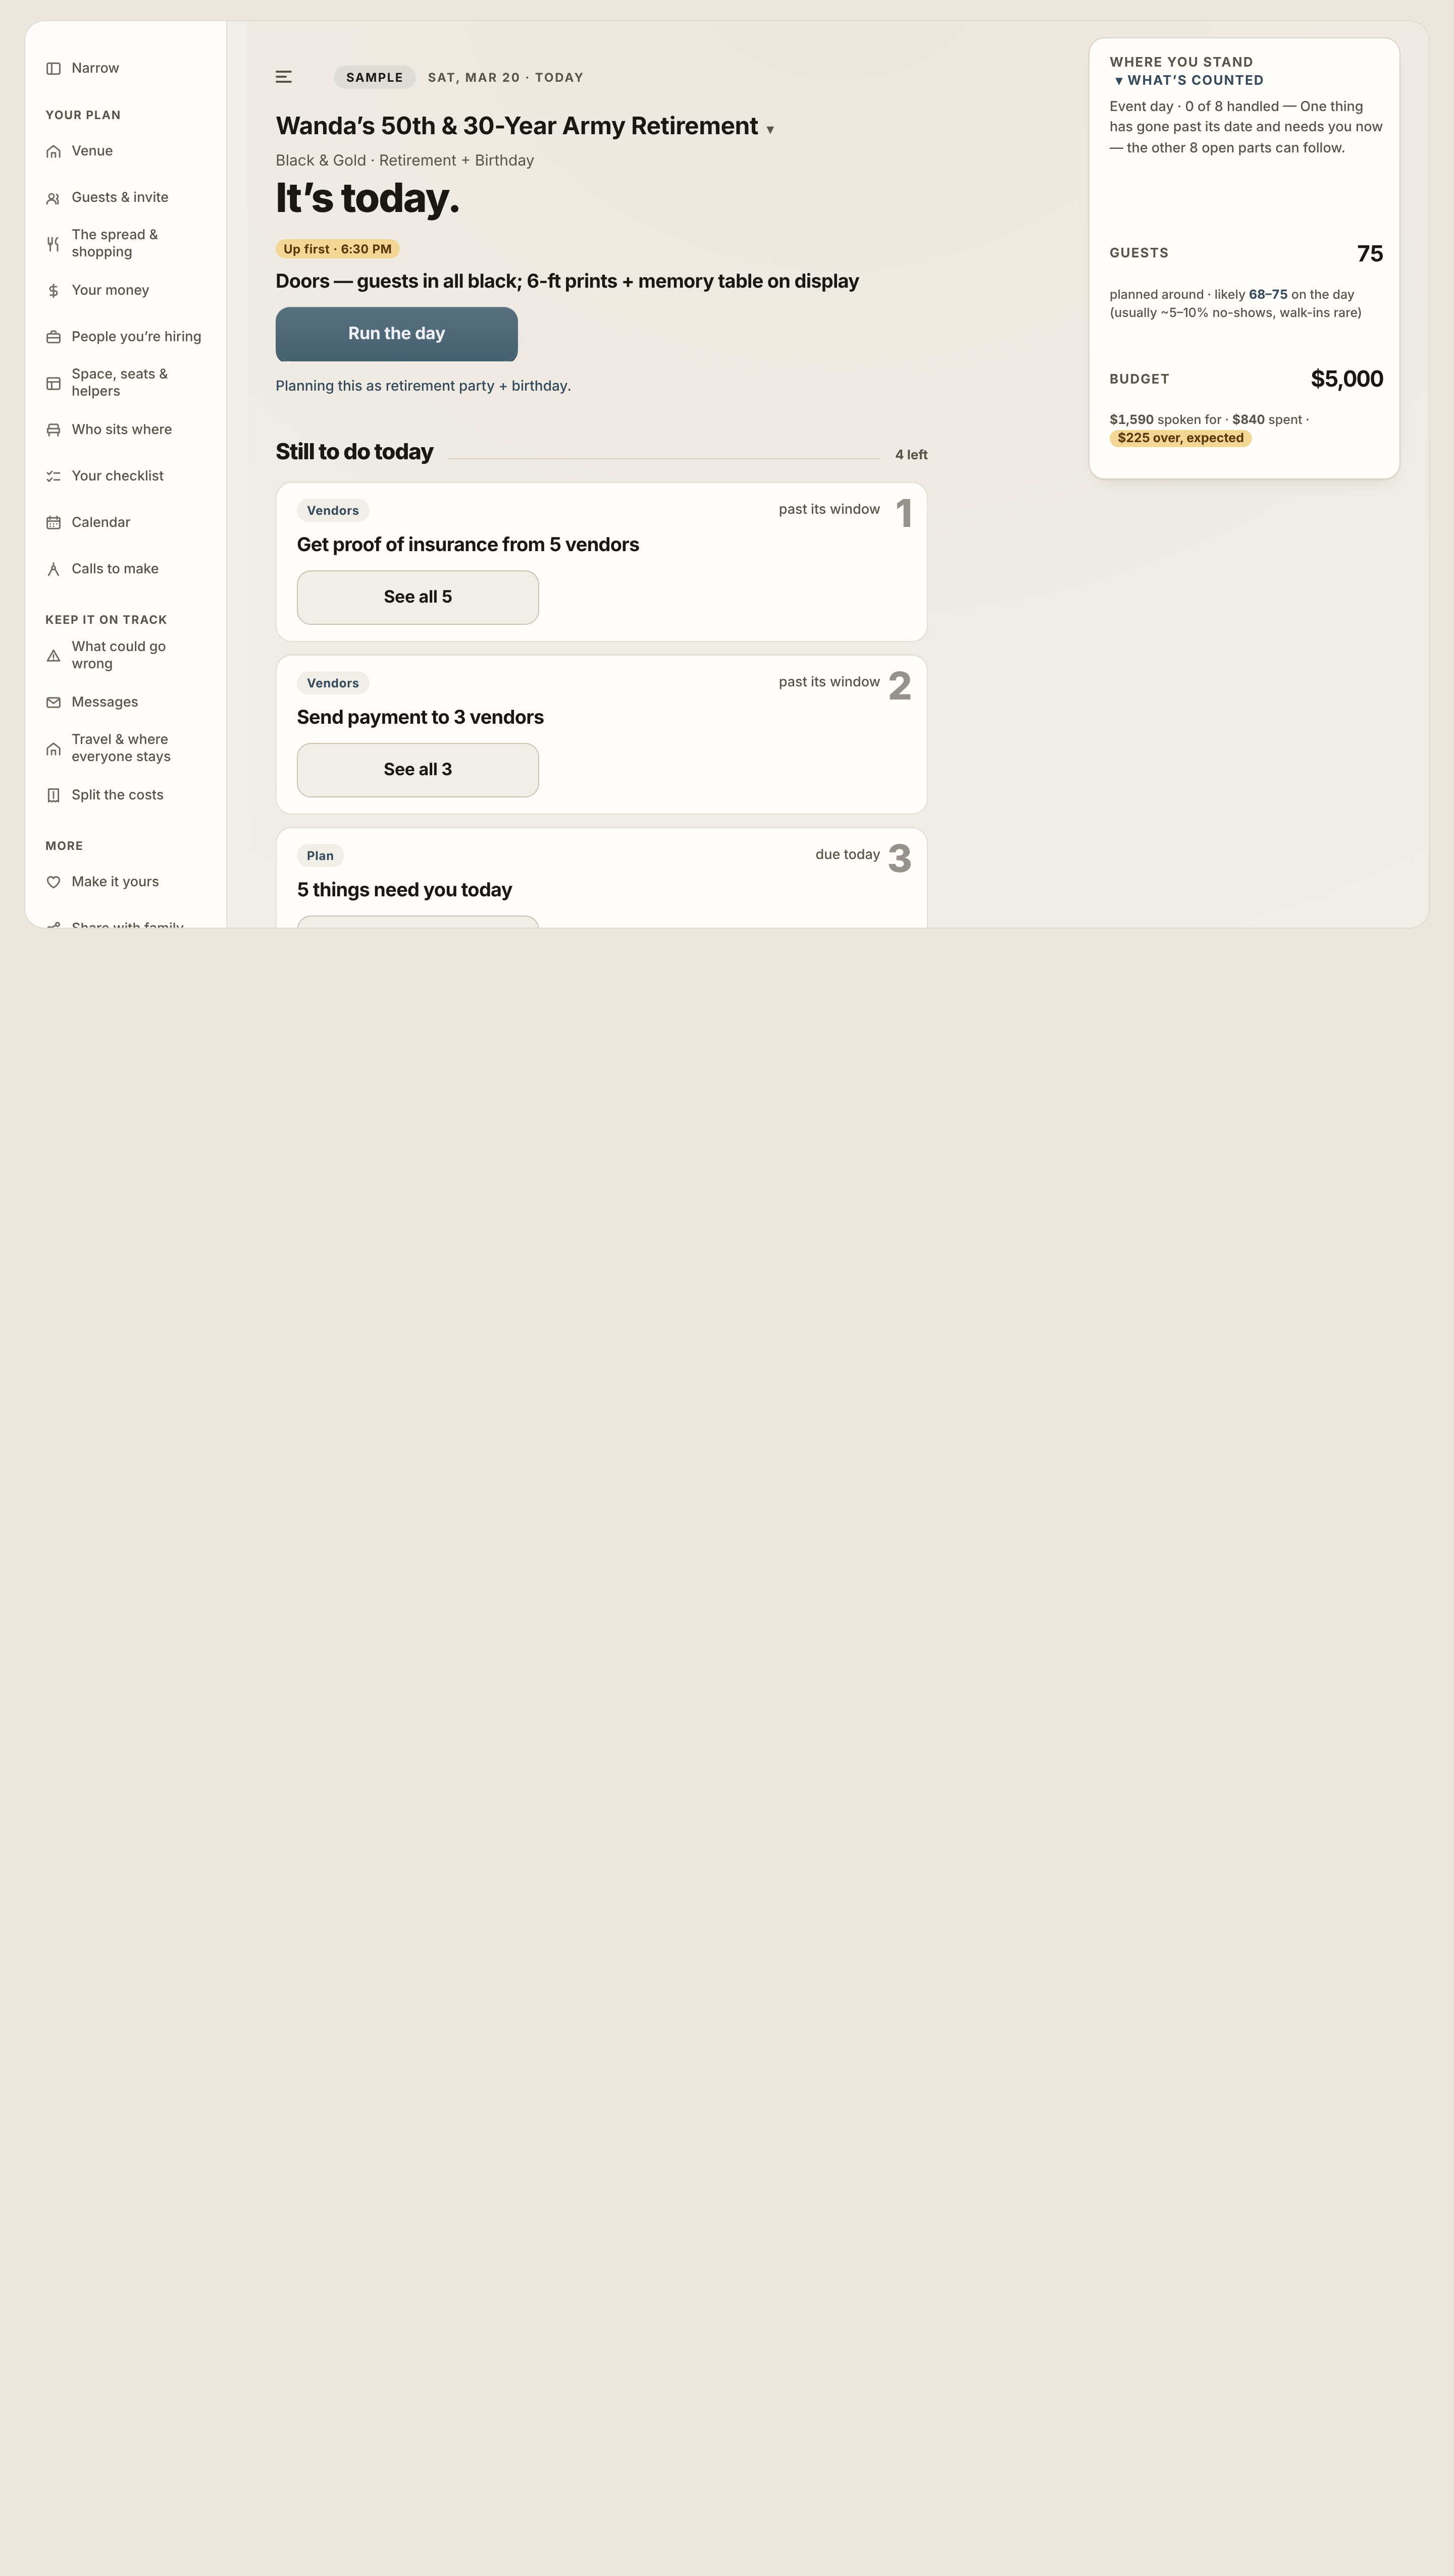 Narrow
YOUR PLAN
Venue
Guests & invite
The spread &
shopping
Your money
People you’re hiring
Space, seats &
helpers
Who sits where
Your checklist
Calendar
Calls to make
KEEP IT ON TRACK
What could go
wrong
Messages
Travel & where
everyone stays
Split the costs
MORE
Make it yours
Share with family
SAMPLE SAT, MAR 20 · TODAY
Wanda’s 50th & 30-Year Army Retirement ▾
Black & Gold · Retirement + Birthday
It’s today.
Up first · 6:30 PM
Doors — guests in all black; 6-ft prints + memory table on display
Run the day
Planning this as retirement party + birthday.
Still to do today 4 left
Vendors past its window 1
Get proof of insurance from 5 vendors
See all 5
Vendors past its window 2
Send payment to 3 vendors
See all 3
Plan due today 3
5 things need you today
WHERE YOU STAND
▾ WHAT’S COUNTED
Event day · 0 of 8 handled — One thing
has gone past its date and needs you now
— the other 8 open parts can follow.
GUESTS 75
planned around · likely 68–75 on the day
(usually ~5–10% no-shows, walk-ins rare)
BUDGET $5,000
$1,590 spoken for · $840 spent ·
$225 over, expected